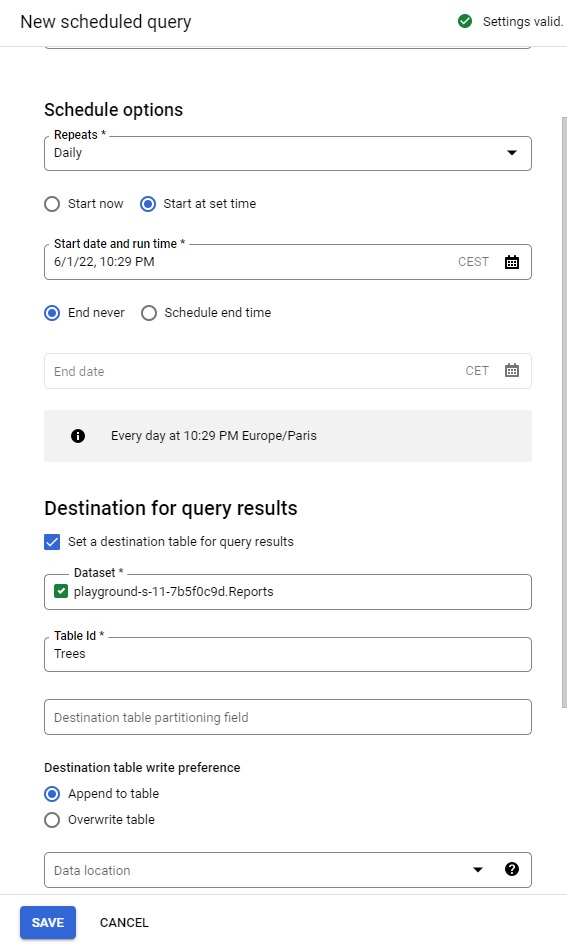 New scheduled query
Settings valid.
Schedule options
Repeats *
Daily
Start now
Start at set time
Start date and run time *
6/1/22, 10:29 PM
CEST
End never
Schedule end time
End date
CET
Every day at 10:29 PM Europe/Paris
Destination for query results
Set a destination table for query results
Dataset *
playground-s-11-7b5f0c9d.Reports
Table Id *
Trees
Destination table partitioning field
Destination table write preference
Append to table
Overwrite table
Data location
SAVE
CANCEL